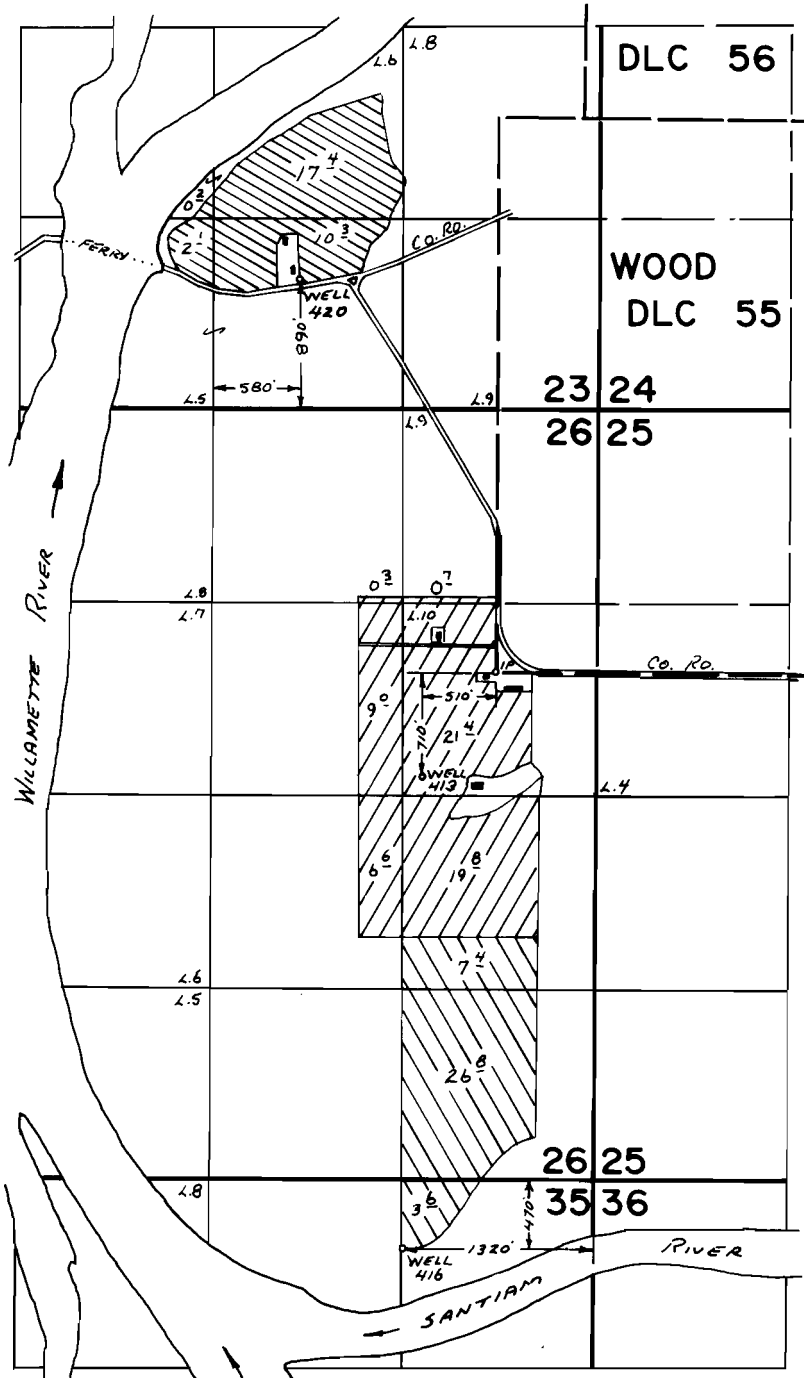 L.6 L.8
DLC 56
17 4
0 2
2 1
10 3
CO. RD.
FERRY
WOOD
DLC 55
WELL
420
890'
580'
L.5
L.9
23 24
L.9
26 25
WILLAMETTE RIVER
L.8
0 3
0 7
L.7
L.10
1P
CO. RD.
9 0
510'
21 4
710'
WELL
413
L.4
6 6
19 8
7 4
L.6
L.5
26 8
26 25
L.8
35 36
3 6
470'
1320'
WELL
416
SANTIAM RIVER